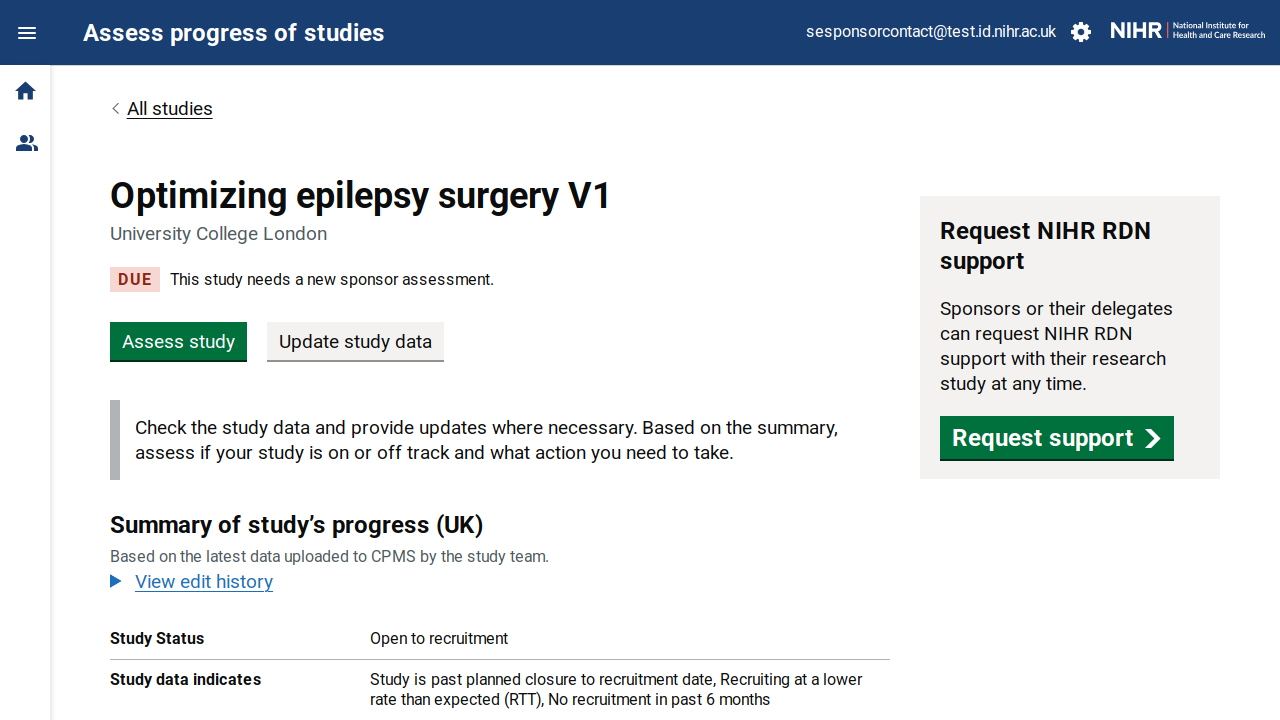 Assess progress of studies
sesponsorcontact@test.id.nihr.ac.uk
NIHR
National Institute for
Health and Care Research
All studies
Optimizing epilepsy surgery V1
University College London
DUE
This study needs a new sponsor assessment.
Assess study
Update study data
Check the study data and provide updates where necessary. Based on the summary,
assess if your study is on or off track and what action you need to take.
Summary of study’s progress (UK)
Based on the latest data uploaded to CPMS by the study team.
View edit history
Study Status
Open to recruitment
Study data indicates
Study is past planned closure to recruitment date, Recruiting at a lower
rate than expected (RTT), No recruitment in past 6 months
Request NIHR RDN
support
Sponsors or their delegates
can request NIHR RDN
support with their research
study at any time.
Request support